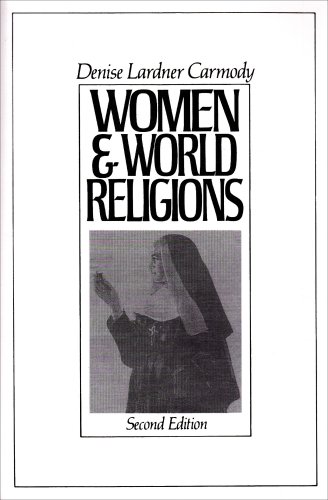 Denise Lardner Carmody
WOMEN
& WORLD
RELIGIONS
Second Edition